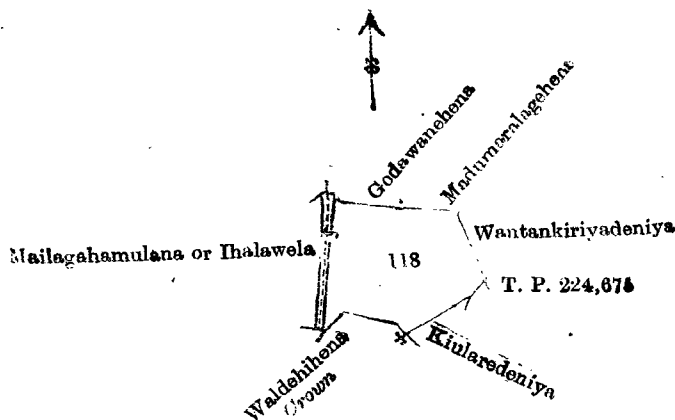 Godawanehena
Madumaralagehena
Wantankiriyadeniya
Mailagahamulana or Ihalawela
118
T. P. 224,675
Kiularedeniya
Waldehihena
Crown